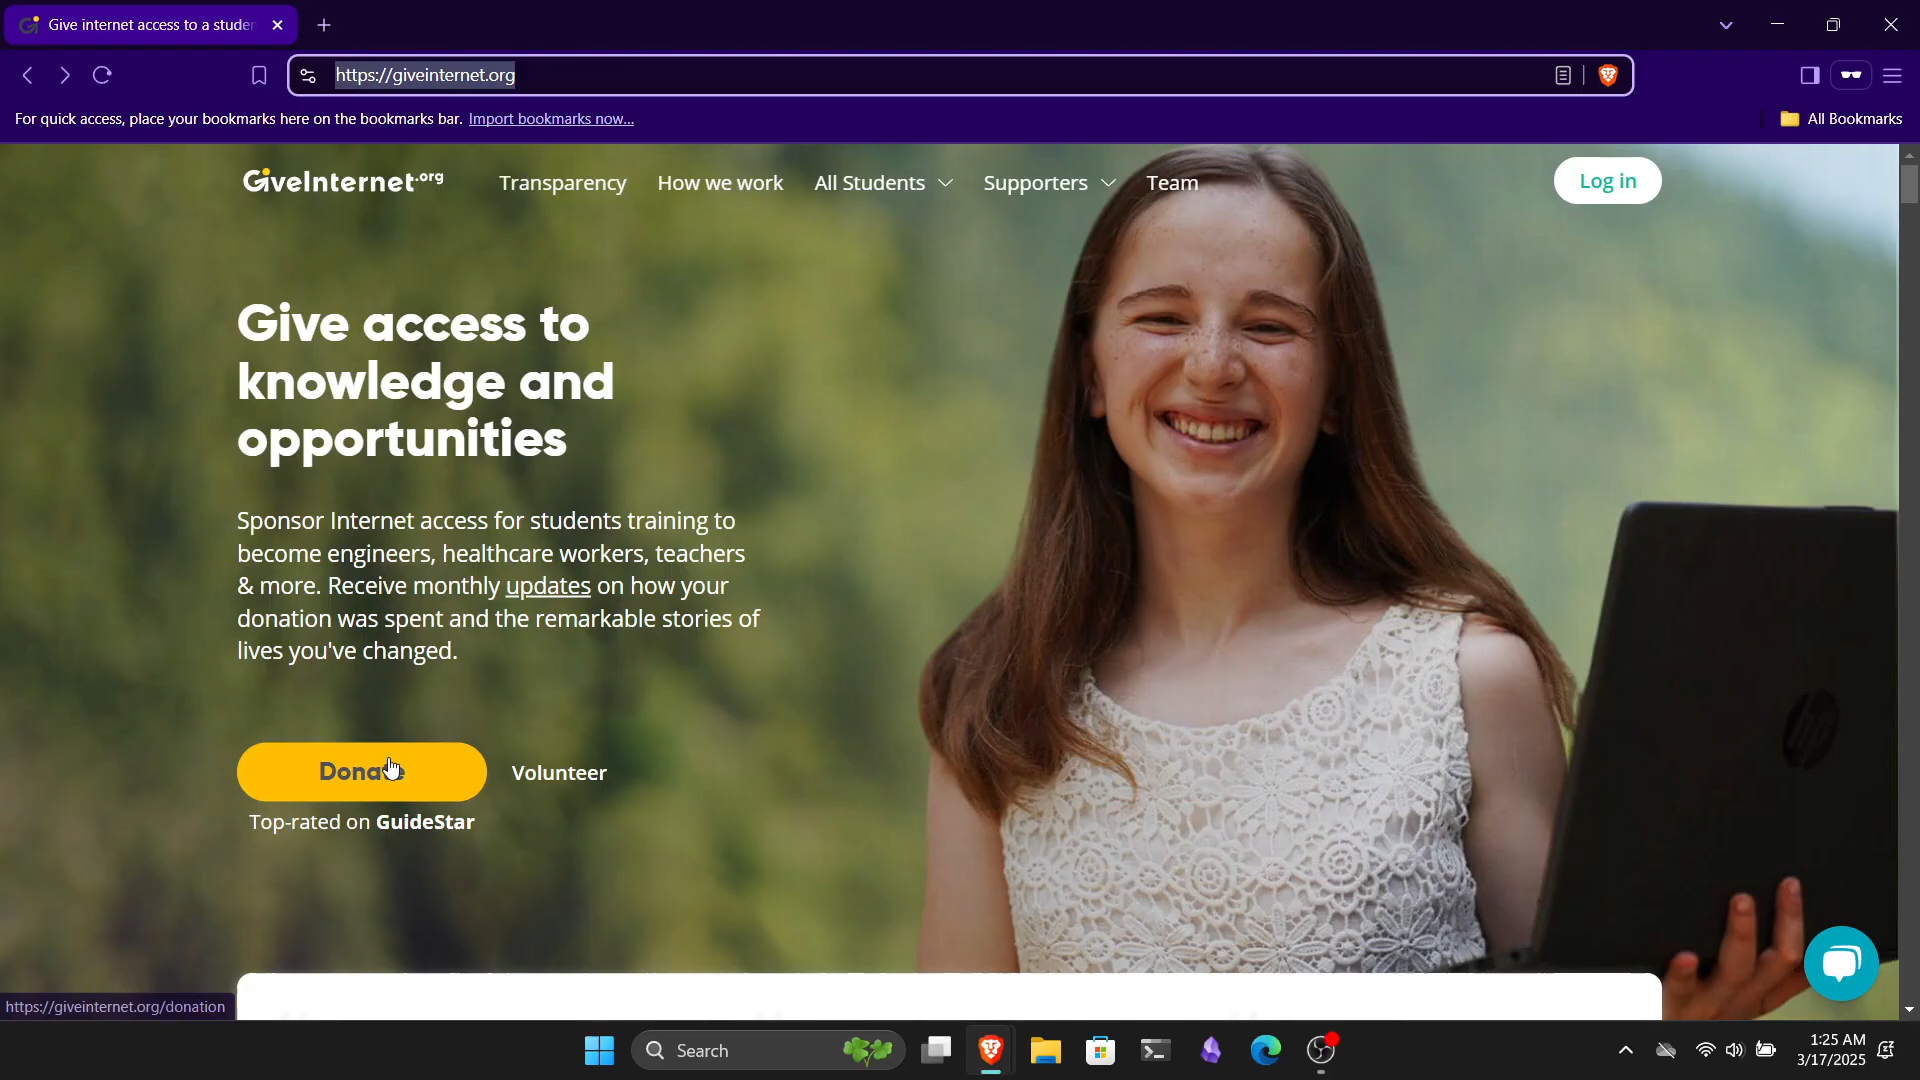 Give internet access to a studen
https://giveinternet.org
For quick access, place your bookmarks here on the bookmarks bar. Import bookmarks now...
All Bookmarks
GiveInternet.org
Transparency
How we work
All Students
Supporters
Team
Log in
Give access to
knowledge and
opportunities
Sponsor Internet access for students training to
become engineers, healthcare workers, teachers
& more. Receive monthly updates on how your
donation was spent and the remarkable stories of
lives you've changed.
Donate
Volunteer
Top-rated on GuideStar
hp
https://giveinternet.org/donation
Search
1:25 AM
3/17/2025